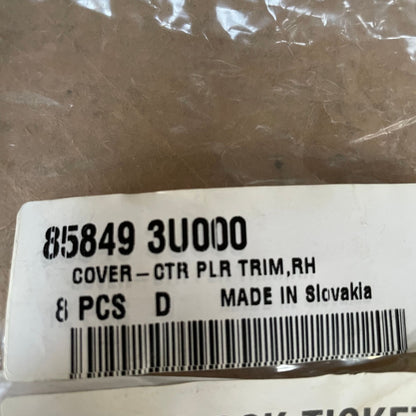 85849 3U000
COVER-CTR PLR TRIM,RH
8 PCS D MADE IN Slovakia